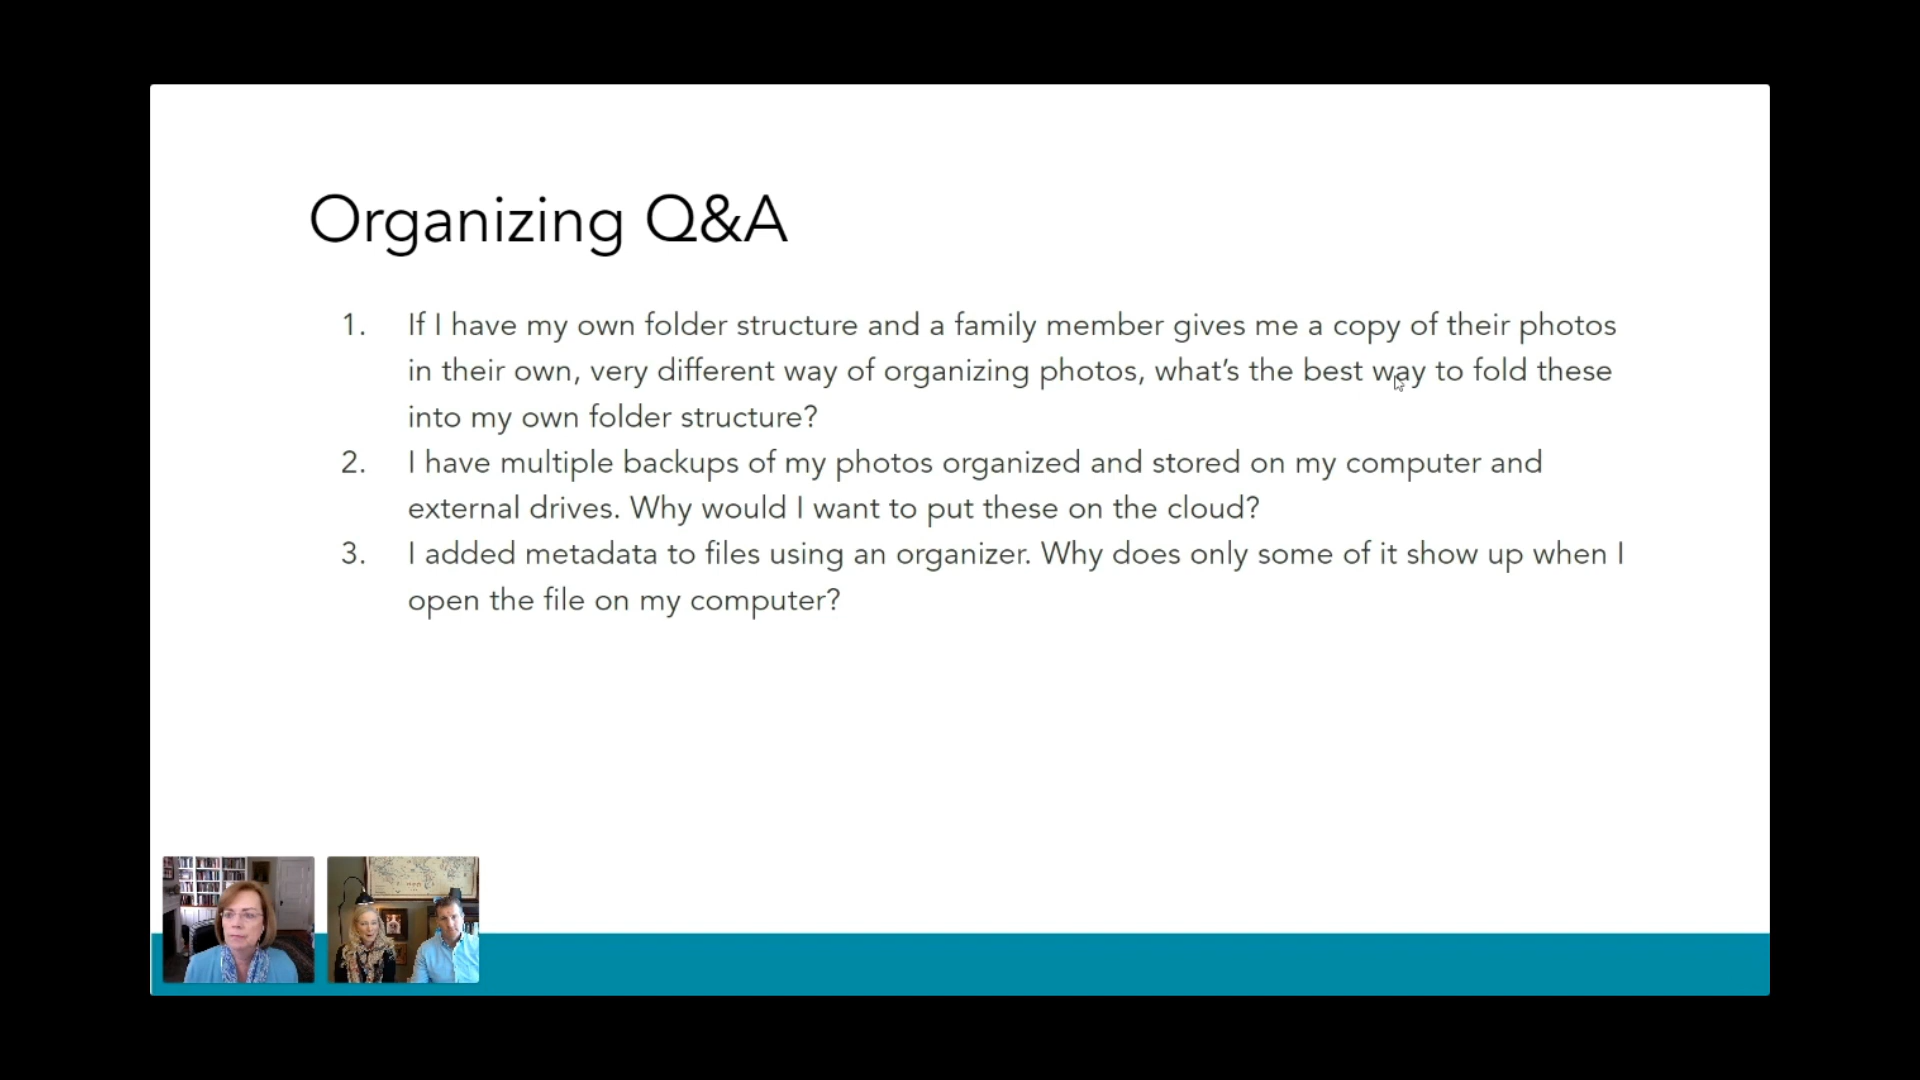 Organizing Q&A
1. If I have my own folder structure and a family member gives me a copy of their photos
in their own, very different way of organizing photos, what's the best way to fold these
into my own folder structure?
2. I have multiple backups of my photos organized and stored on my computer and
external drives. Why would I want to put these on the cloud?
3. I added metadata to files using an organizer. Why does only some of it show up when I
open the file on my computer?